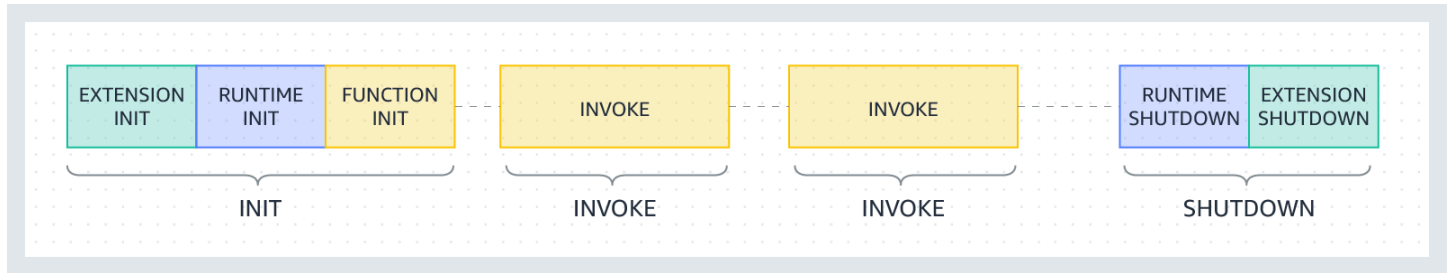 EXTENSION
INIT
RUNTIME
INIT
FUNCTION
INIT
INVOKE
INVOKE
RUNTIME
SHUTDOWN
EXTENSION
SHUTDOWN
INIT
INVOKE
INVOKE
SHUTDOWN